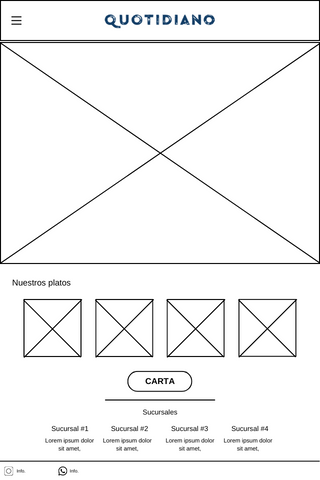 QUOTIDIANO
Nuestros platos
CARTA
Sucursales
Sucursal #1 Sucursal #2 Sucursal #3 Sucursal #4
Lorem ipsum dolor Lorem ipsum dolor Lorem ipsum dolor Lorem ipsum dolor
sit amet, sit amet, sit amet, sit amet,
Info. Info.